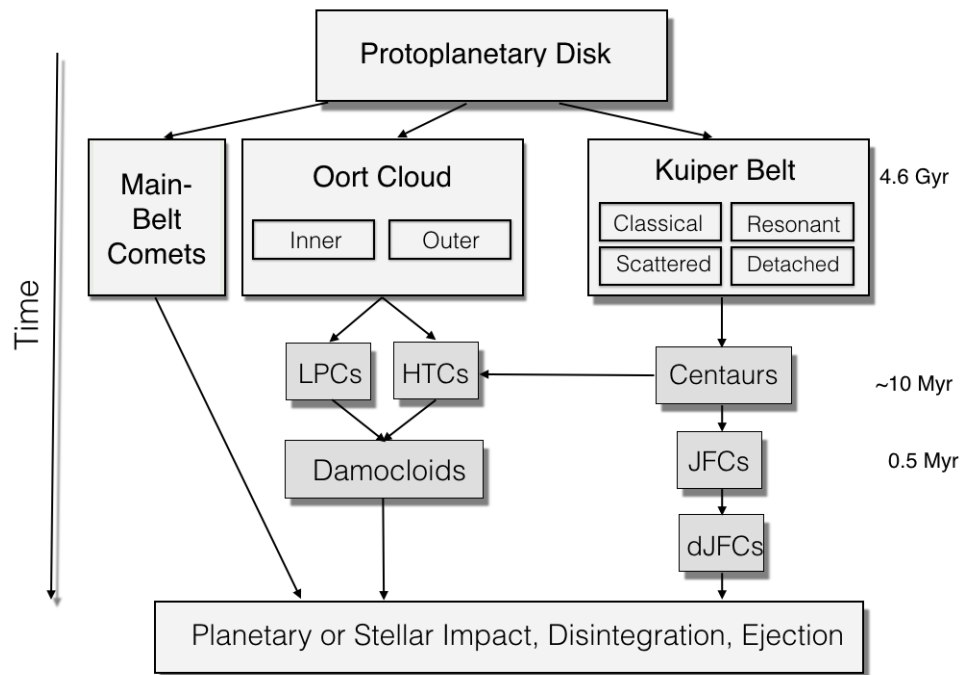 Protoplanetary Disk
Main-
Belt
Comets
Oort Cloud
Inner
Outer
Kuiper Belt
Classical
Resonant
Scattered
Detached
4.6 Gyr
Time
LPCs
HTCs
Centaurs
~10 Myr
Damocloids
JFCs
0.5 Myr
dJFCs
Planetary or Stellar Impact, Disintegration, Ejection